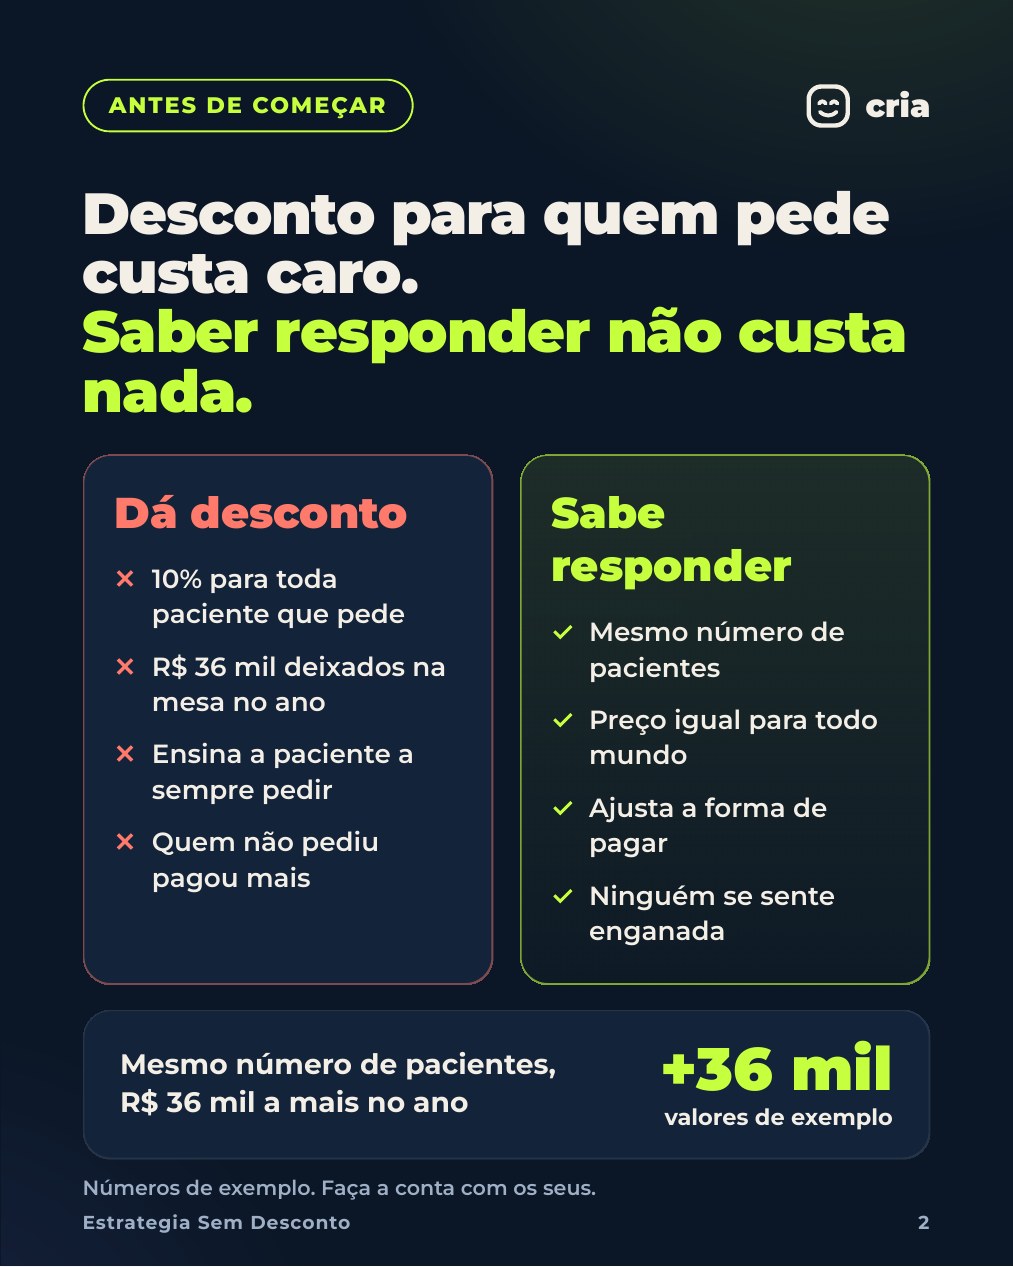 ANTES DE COMEÇAR
cria
Desconto para quem pede
custa caro.
Saber responder não custa
nada.
Dá desconto
✕ 10% para toda
paciente que pede
✕ R$ 36 mil deixados na
mesa no ano
✕ Ensina a paciente a
sempre pedir
✕ Quem não pediu
pagou mais
Sabe
responder
✓ Mesmo número de
pacientes
✓ Preço igual para todo
mundo
✓ Ajusta a forma de
pagar
✓ Ninguém se sente
enganada
Mesmo número de pacientes,
R$ 36 mil a mais no ano
+36 mil
valores de exemplo
Números de exemplo. Faça a conta com os seus.
Estrategia Sem Desconto
2